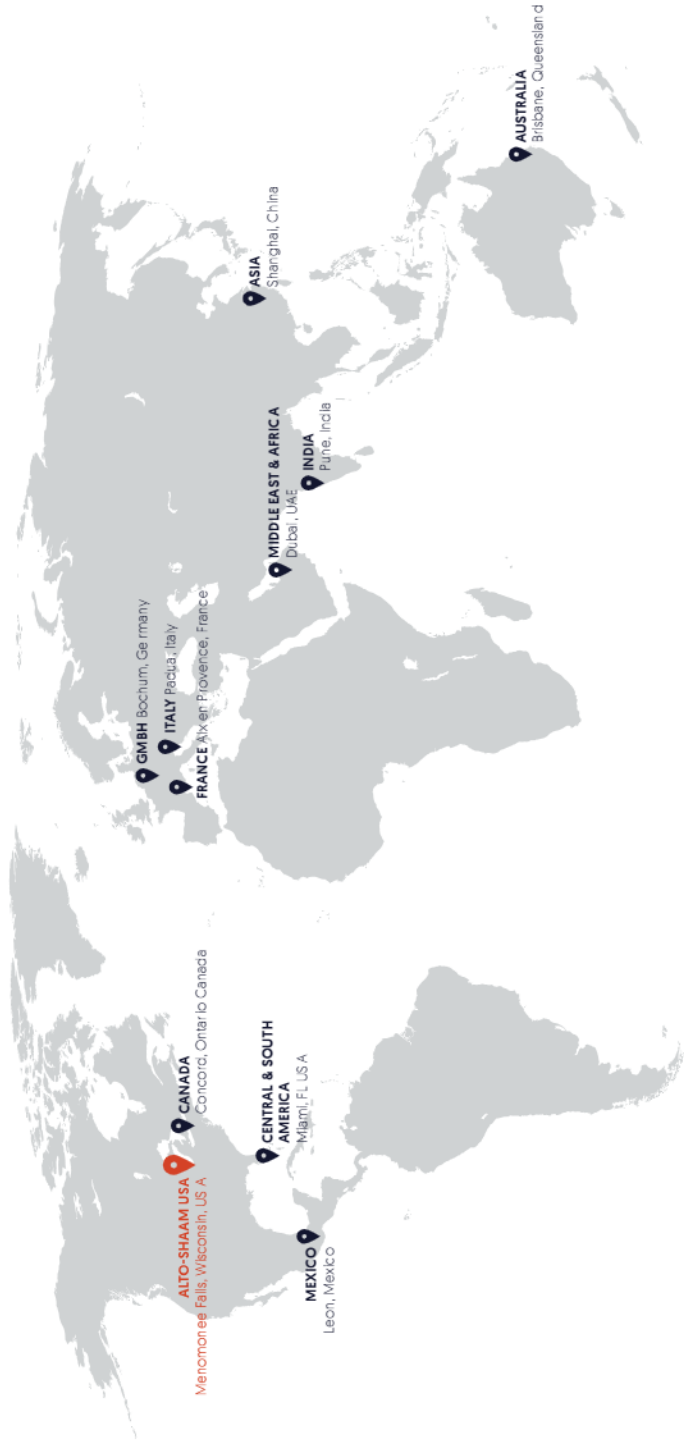 ALTO-SHAAM USA
Menomonee Falls, Wisconsin, USA
CANADA
Concord, Ontario Canada
CENTRAL & SOUTH
AMERICA
Miami, FL USA
MEXICO
Leon, Mexico
GMBH Bochum, Germany
ITALY Padua, Italy
FRANCE Aix en Provence, France
MIDDLE EAST & AFRICA
Dubai, UAE
INDIA
Pune, India
ASIA
Shanghai, China
AUSTRALIA
Brisbane, Queensland